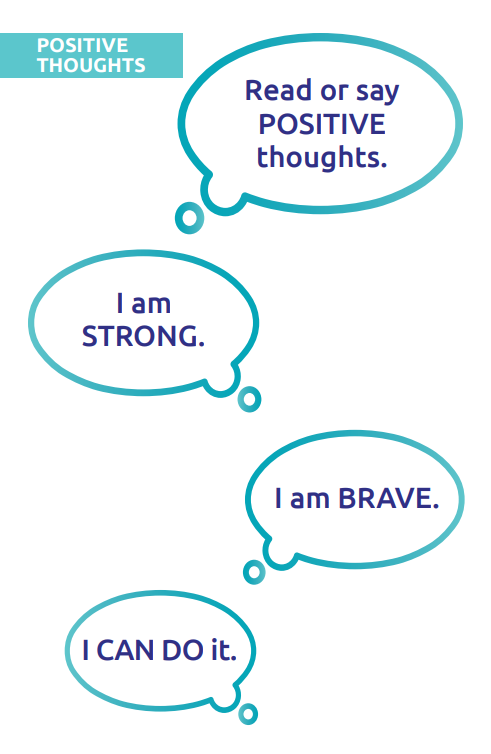 POSITIVE
THOUGHTS
Read or say
POSITIVE
thoughts.
I am
STRONG.
I am BRAVE.
I CAN DO it.